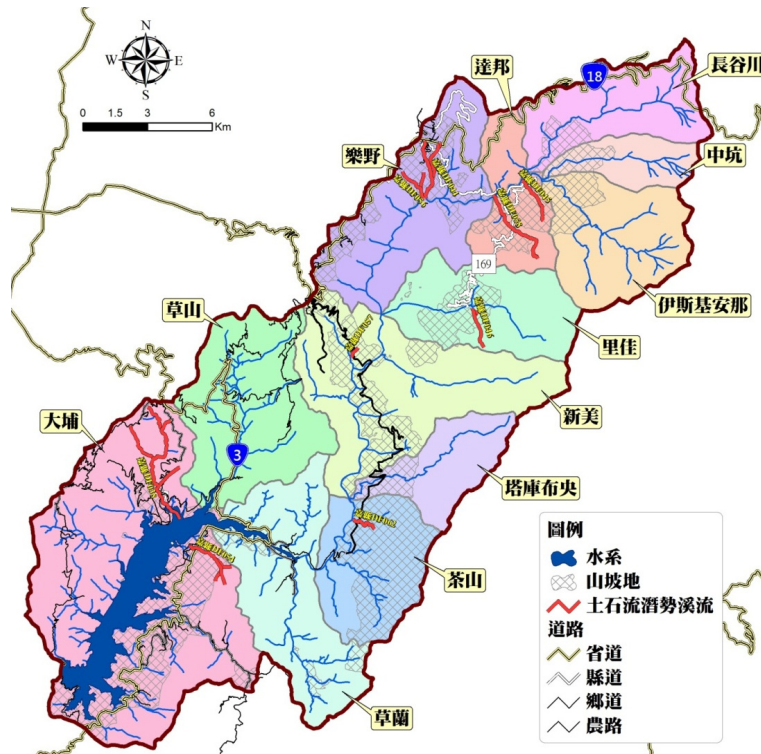 N
W
E
S
0
1.5
3
6
Km
達邦
18
長谷川
樂野
中坑
169
伊斯基安那
草山
里佳
新美
大埔
3
塔庫布央
茶山
草蘭
圖例
水系
山坡地
土石流潛勢溪流
道路
省道
縣道
鄉道
農路